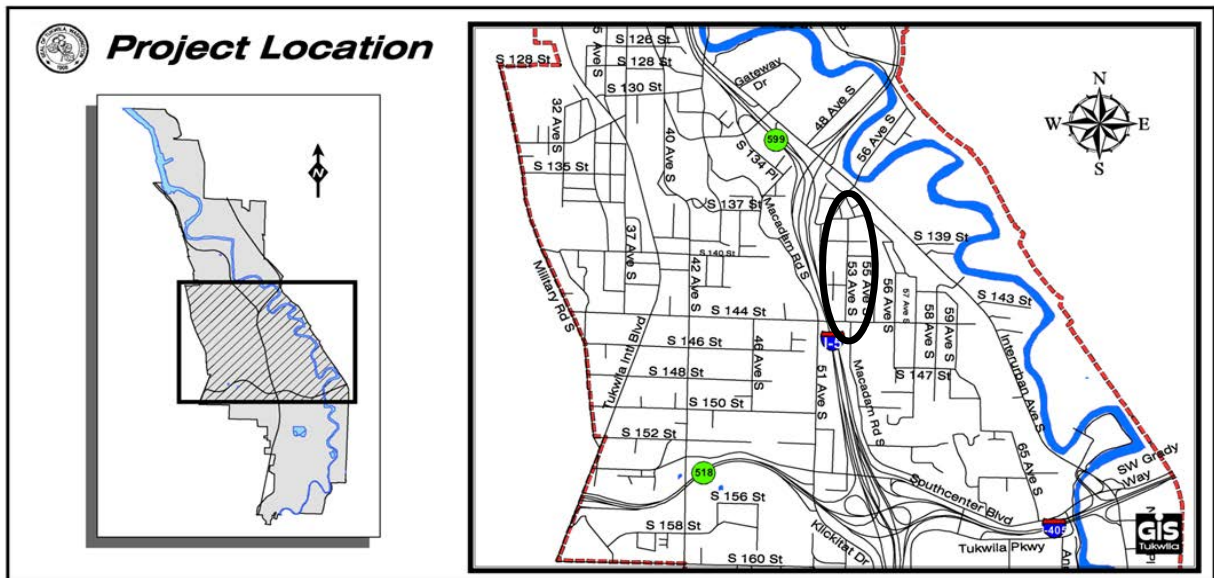 Project Location
N
S 126 St
S 128 St
S 128 St
S 130 St
5 Ave S
Gateway
Dr
48 Ave S
56 Ave S
N
W
E
S
32 Ave S
40 Ave S
599
S 134 Pl
S 135 St
S 137 St
Macadam Rd S
37 Ave S
S 139 St
S 140 St
42 Ave S
53 Ave S
55 Ave S
56 Ave S
57 Ave S
58 Ave S
59 Ave S
S 143 St
Military Rd S
S 144 St
Tukwila Intl Blvd
S 146 St
46 Ave S
S 147 St
Interurban Ave S
S 148 St
51 Ave S
Macadam Rd S
S 150 St
S 152 St
65 Ave S
SW Grady
Way
518
Southcenter Blvd
S 156 St
Klickitat Dr
S 158 St
-405
Tukwila Pkwy
S 160 St
GIS
Tukwila